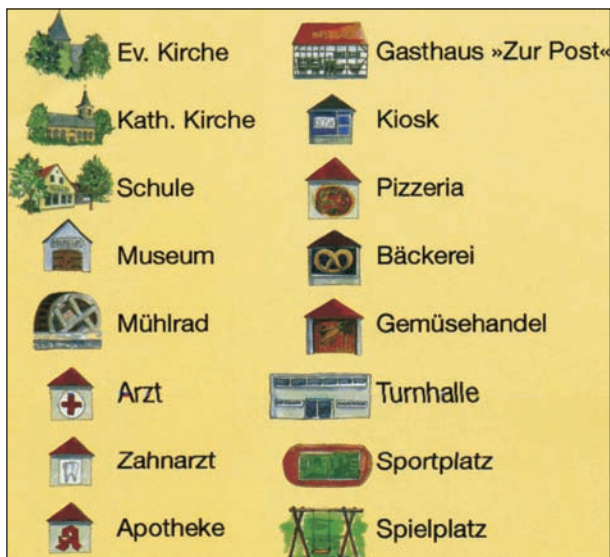 Ev. Kirche
Kath. Kirche
Schule
Museum
Mühlrad
Arzt
Zahnarzt
Apotheke
Gasthaus »Zur Post«
Kiosk
Pizzeria
Bäckerei
Gemüsehandel
Turnhalle
Sportplatz
Spielplatz